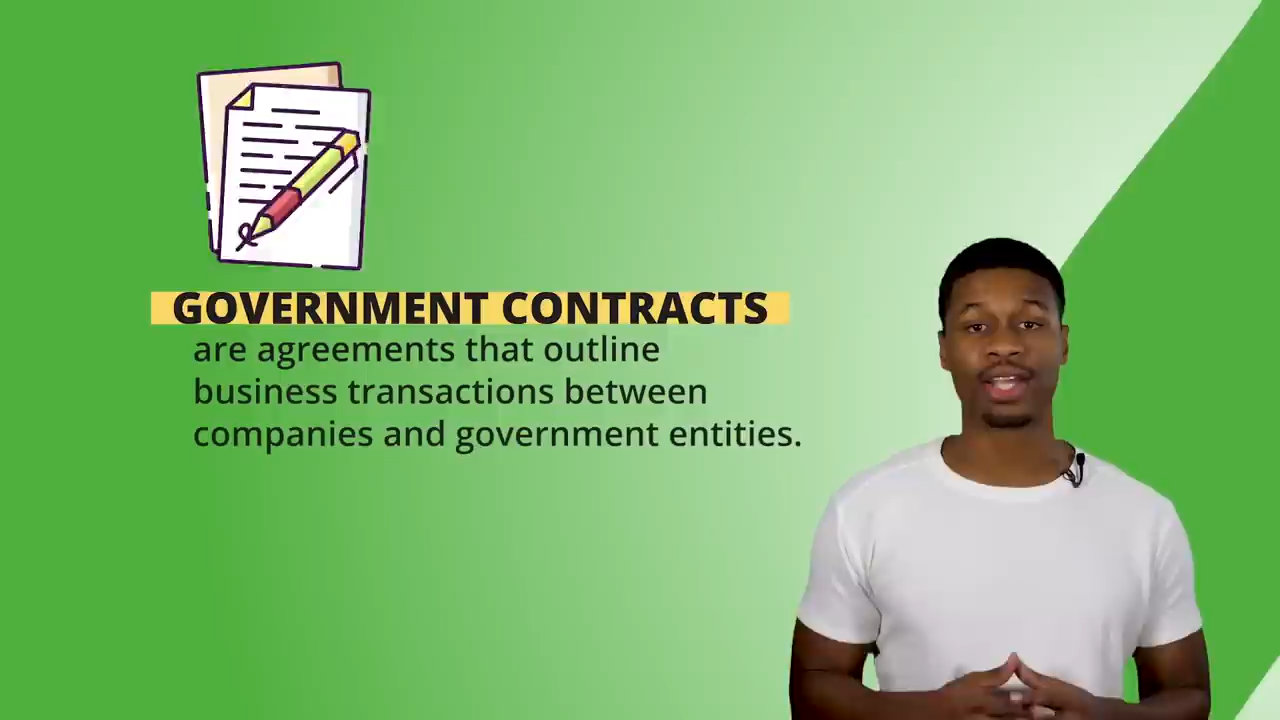 GOVERNMENT CONTRACTS
are agreements that outline
business transactions between
companies and government entities.